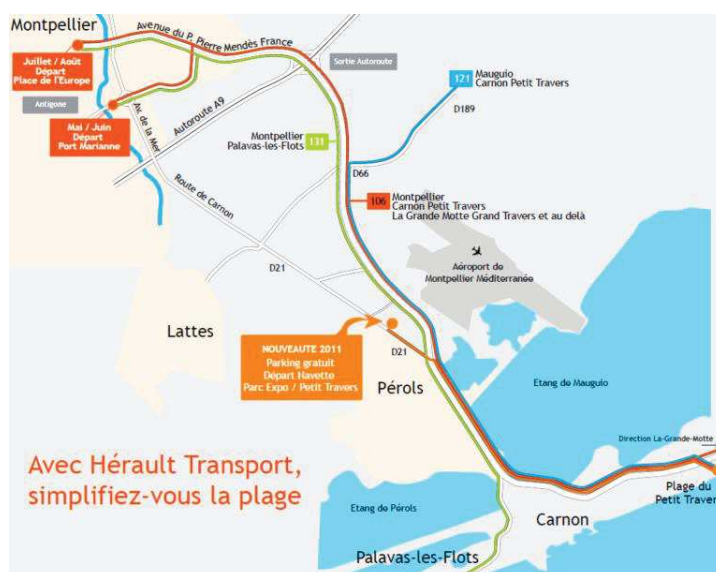 Montpellier
Avenue du P. Pierre Mendès France
Juillet / Août
Départ
Place de l'Europe
Antigone
Mai / Juin
Départ
Port Marianne
Av de la Mer
Autoroute A9
Sortie Autoroute
121
Mauguio
Carnon Petit Travers
D189
131
Montpellier
Palavas-les-Flots
D66
106
Montpellier
Carnon Petit Travers
La Grande Motte Grand Travers et au delà
Route de Carnon
D21
Aéroport de
Montpellier Méditerranée
Lattes
NOUVEAUTE 2011
Parking gratuit
Départ Navette
Parc Expo / Petit Travers
D21
Pérols
Etang de Mauguio
Avec Hérault Transport,
simplifiez-vous la plage
Direction La-Grande-Motte
Plage du
Petit Traver
Etang de Pérols
Carnon
Palavas-les-Flots